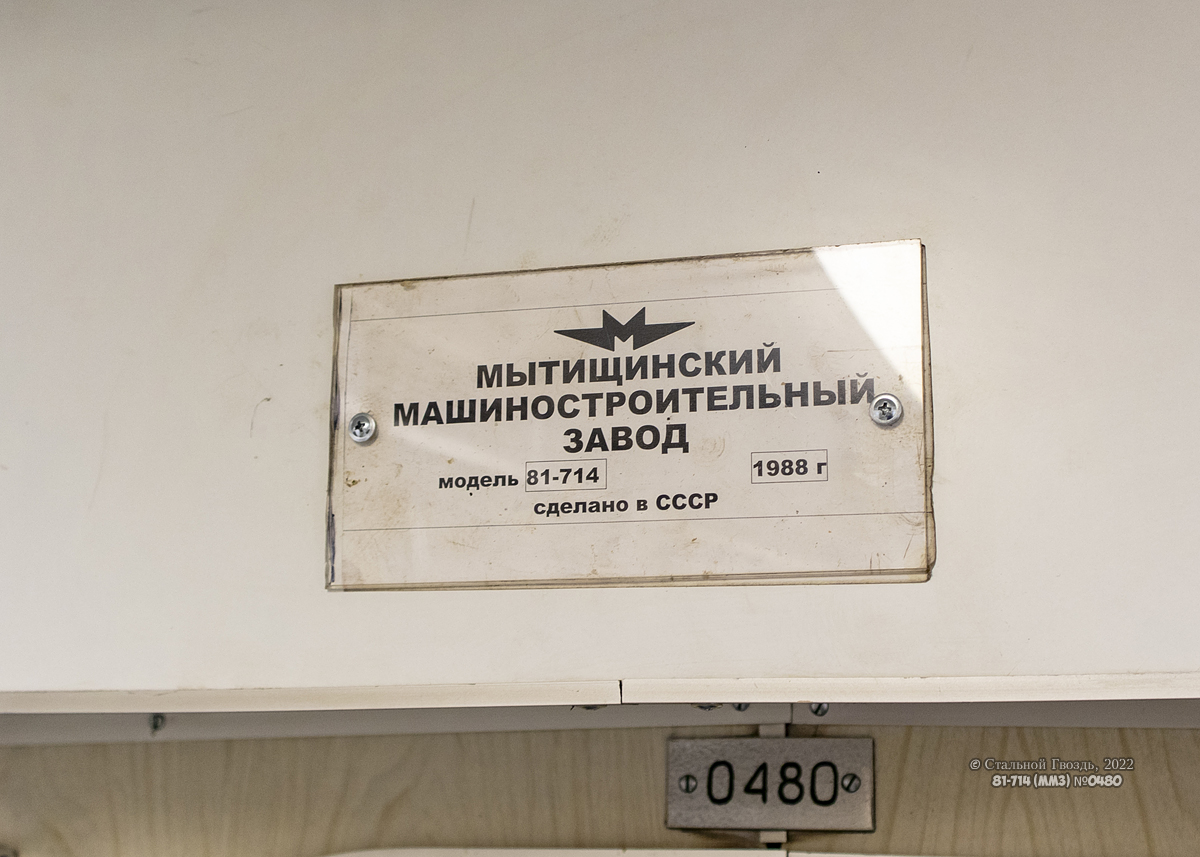 МЫТИЩИНСКИЙ
МАШИНОСТРОИТЕЛЬНЫЙ
ЗАВОД
модель 81-714 1988 г
сделано в СССР
0480
© Стальной Гвоздь, 2022
81-714 (ММЗ) №0480